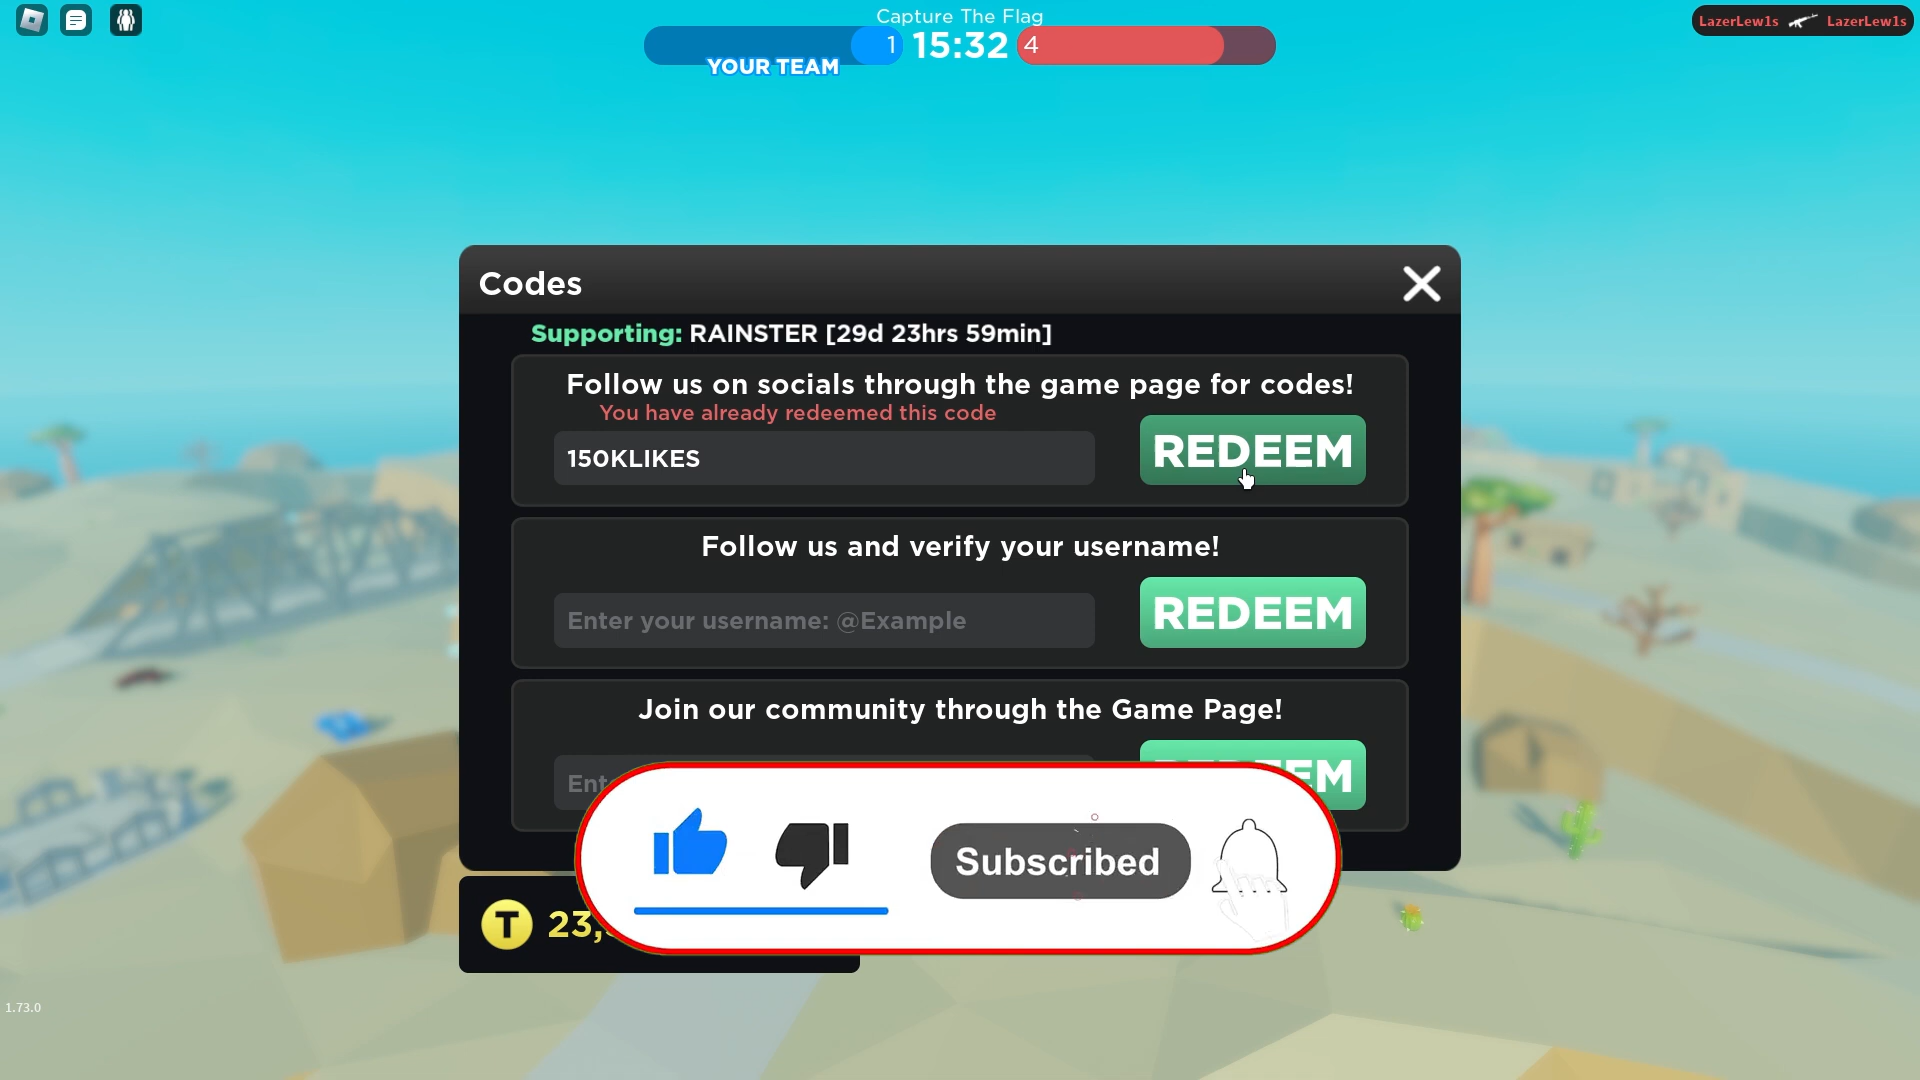 Capture The Flag
1 15:32 4
YOUR TEAM
LazerLew1s LazerLew1s
Codes
Supporting: RAINSTER [29d 23hrs 59min]
Follow us on socials through the game page for codes!
You have already redeemed this code
150KLIKES
REDEEM
Follow us and verify your username!
Enter your username: @Example
REDEEM
Join our community through the Game Page!
Subscribed
T
1.73.0